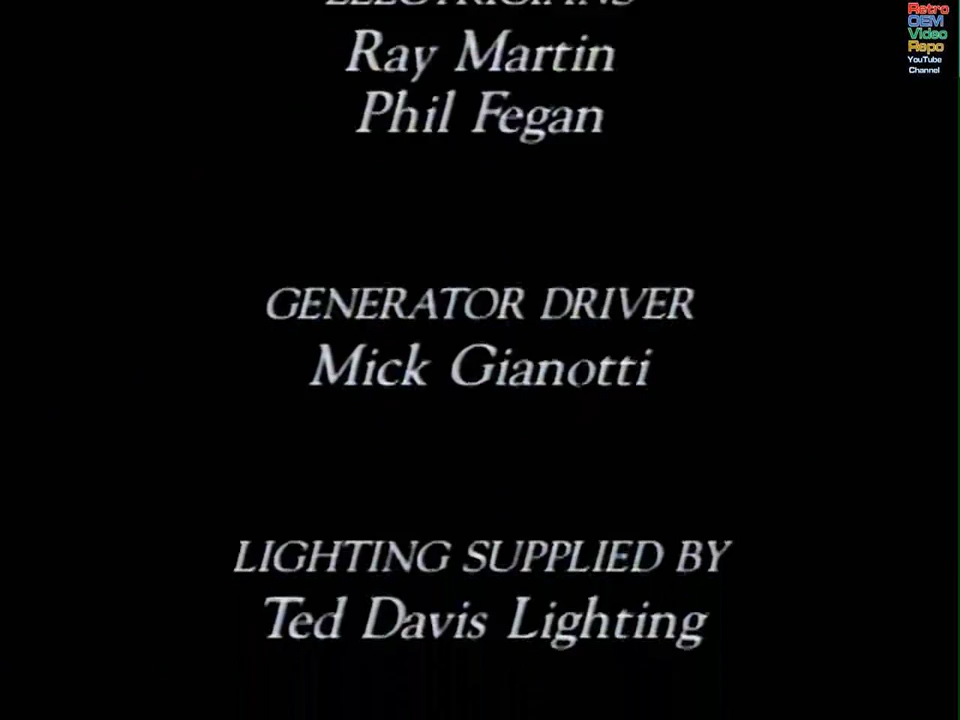 ELECTRICIANS
Ray Martin
Phil Fegan
GENERATOR DRIVER
Mick Gianotti
LIGHTING SUPPLIED BY
Ted Davis Lighting
Retro
OEM
Video
Repo
YouTube
Channel